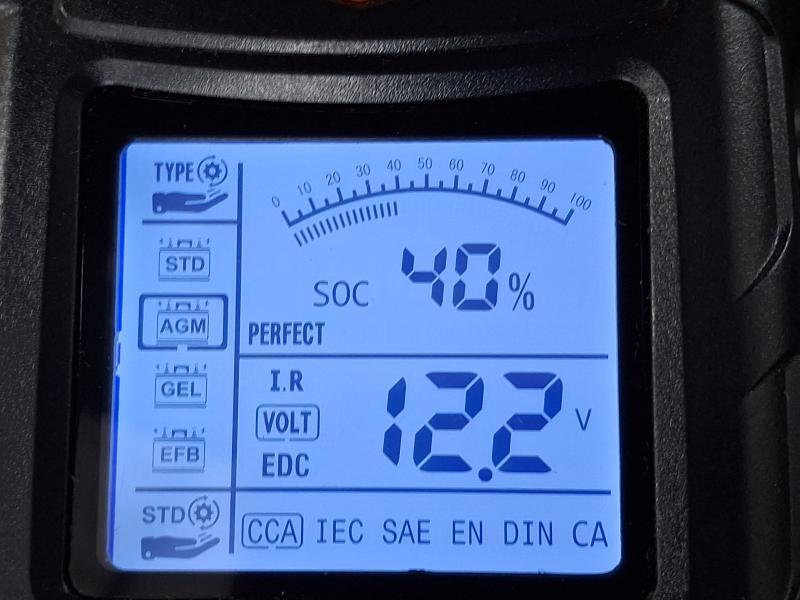 TYPE
0 10 20 30 40 50 60 70 80 90 100
STD
SOC 40%
AGM
PERFECT
GEL
I.R
VOLT 12.2 V
EFB
EDC
STD
CCA IEC SAE EN DIN CA